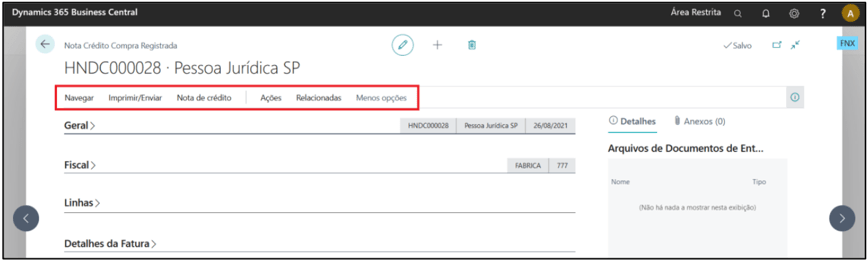 Dynamics 365 Business Central
Área Restrita
?
A
Nota Crédito Compra Registrada
Salvo
FNX
HNDC000028 · Pessoa Jurídica SP
Navegar Imprimir/Enviar Nota de crédito Ações Relacionadas Menos opções
Geral
HNDC000028 Pessoa Jurídica SP 26/08/2021
Detalhes Anexos (0)
Arquivos de Documentos de Ent...
Fiscal
FABRICA 777
Nome Tipo
(Não há nada a mostrar nesta exibição)
Linhas
Detalhes da Fatura